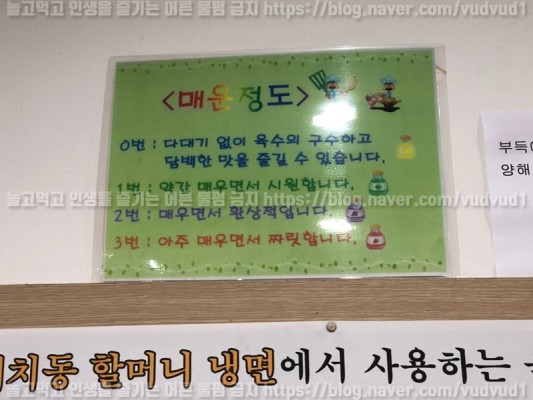 놀고먹고 인생을 즐기는 어른 불펌 금지 https://blog.naver.com/vudvud1
<매운정도>
0번 : 다대기 없이 육수의 구수하고
담백한 맛을 즐길 수 있습니다.
1번 : 약간 매우면서 시원합니다.
2번 : 매우면서 환상적입니다.
3번 : 아주 매우면서 짜릿합니다.
부득
양해
놀고먹고 인생을 즐기는 어른 불펌 금지 https://blog.naver.com/vudvud1
치동 할머니 냉면에서 사용하는
놀고먹고 인생을 즐기는 어른 불펌 금지 https://blog.naver.com/vudvud1